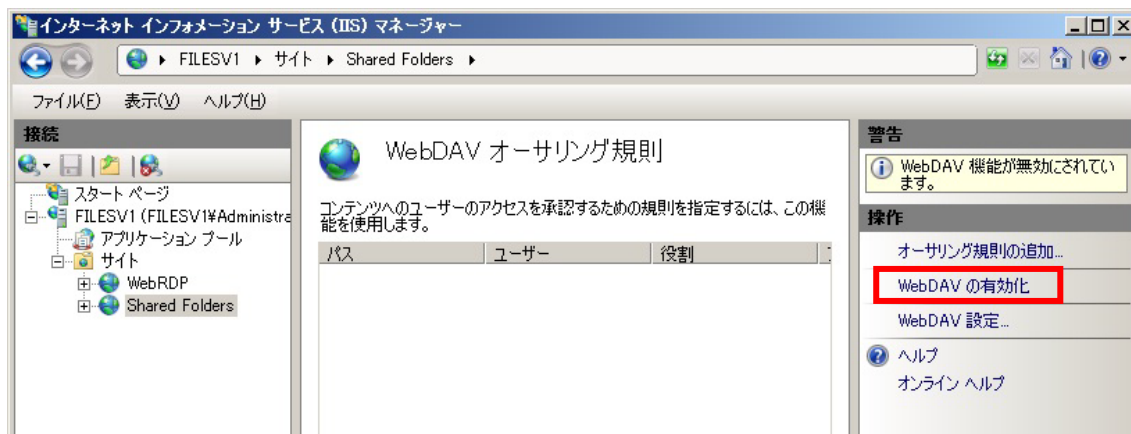 インターネット インフォメーション サービス (IIS) マネージャー
FILESV1 サイト Shared Folders
ファイル(F) 表示(V) ヘルプ(H)
接続
スタート ページ
FILESV1 (FILESV1¥Administra
アプリケーション プール
サイト
WebRDP
Shared Folders
WebDAV オーサリング規則
コンテンツへのユーザーのアクセスを承認するための規則を指定するには、この機
能を使用します。
パス ユーザー 役割
警告
WebDAV 機能が無効にされてい
ます。
操作
オーサリング規則の追加...
WebDAV の有効化
WebDAV 設定...
ヘルプ
オンライン ヘルプ